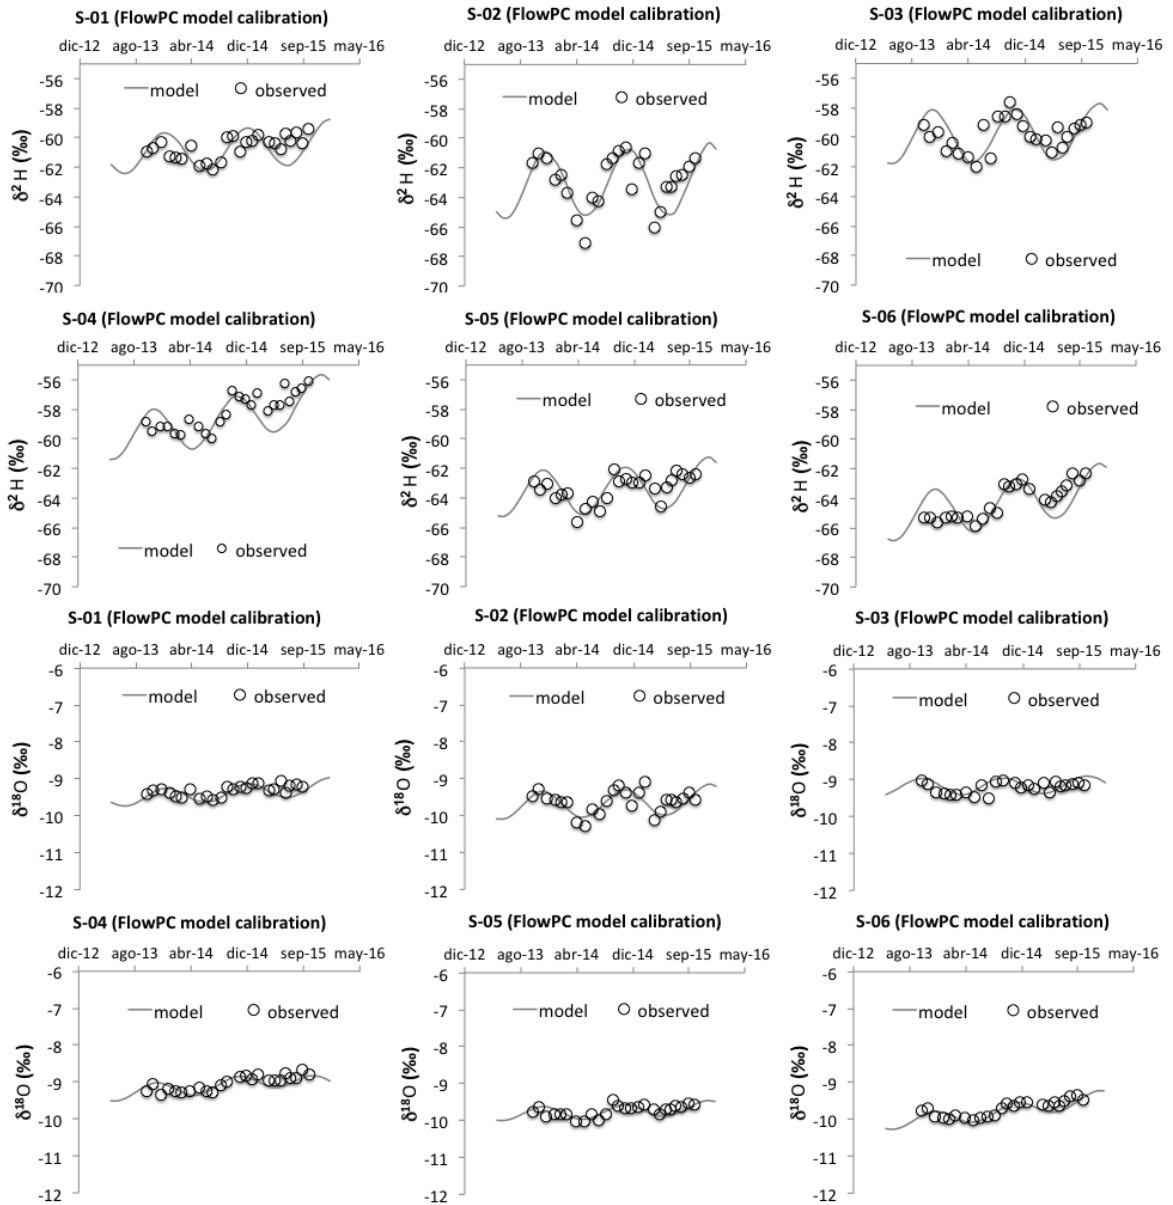 S-01 (FlowPC model calibration)
dic-12 ago-13 abr-14 dic-14 sep-15 may-16
model observed
δ² H (‰)
-56
-58
-60
-62
-64
-66
-68
-70
S-02 (FlowPC model calibration)
dic-12 ago-13 abr-14 dic-14 sep-15 may-16
model observed
δ² H (‰)
-56
-58
-60
-62
-64
-66
-68
-70
S-03 (FlowPC model calibration)
dic-12 ago-13 abr-14 dic-14 sep-15 may-16
δ² H (‰)
-56
-58
-60
-62
-64
-66
-68
-70
model observed
S-04 (FlowPC model calibration)
dic-12 ago-13 abr-14 dic-14 sep-15 may-16
δ² H (‰)
-56
-58
-60
-62
-64
-66
-68
-70
model observed
S-05 (FlowPC model calibration)
dic-12 ago-13 abr-14 dic-14 sep-15 may-16
model observed
δ² H (‰)
-56
-58
-60
-62
-64
-66
-68
-70
S-06 (FlowPC model calibration)
dic-12 ago-13 abr-14 dic-14 sep-15 may-16
model observed
δ² H (‰)
-56
-58
-60
-62
-64
-66
-68
-70
S-01 (FlowPC model calibration)
dic-12 ago-13 abr-14 dic-14 sep-15 may-16
model observed
δ¹⁸O (‰)
-6
-7
-8
-9
-10
-11
-12
S-02 (FlowPC model calibration)
dic-12 ago-13 abr-14 dic-14 sep-15 may-16
model observed
δ¹⁸O (‰)
-6
-7
-8
-9
-10
-11
-12
S-03 (FlowPC model calibration)
dic-12 ago-13 abr-14 dic-14 sep-15 may-16
model observed
δ¹⁸O (‰)
-6
-7
-8
-9
-10
-11
-12
S-04 (FlowPC model calibration)
dic-12 ago-13 abr-14 dic-14 sep-15 may-16
model observed
δ¹⁸O (‰)
-6
-7
-8
-9
-10
-11
-12
S-05 (FlowPC model calibration)
dic-12 ago-13 abr-14 dic-14 sep-15 may-16
model observed
δ¹⁸O (‰)
-6
-7
-8
-9
-10
-11
-12
S-06 (FlowPC model calibration)
dic-12 ago-13 abr-14 dic-14 sep-15 may-16
model observed
δ¹⁸O (‰)
-6
-7
-8
-9
-10
-11
-12